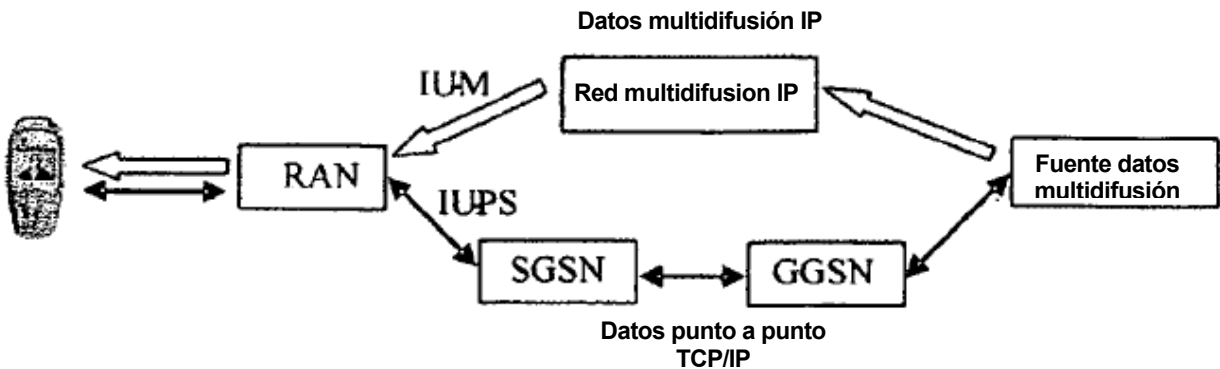 Datos multidifusión IP
IUM
Red multidifusion IP
Fuente datos
multidifusión
RAN
IUPS
SGSN
GGSN
Datos punto a punto
TCP/IP